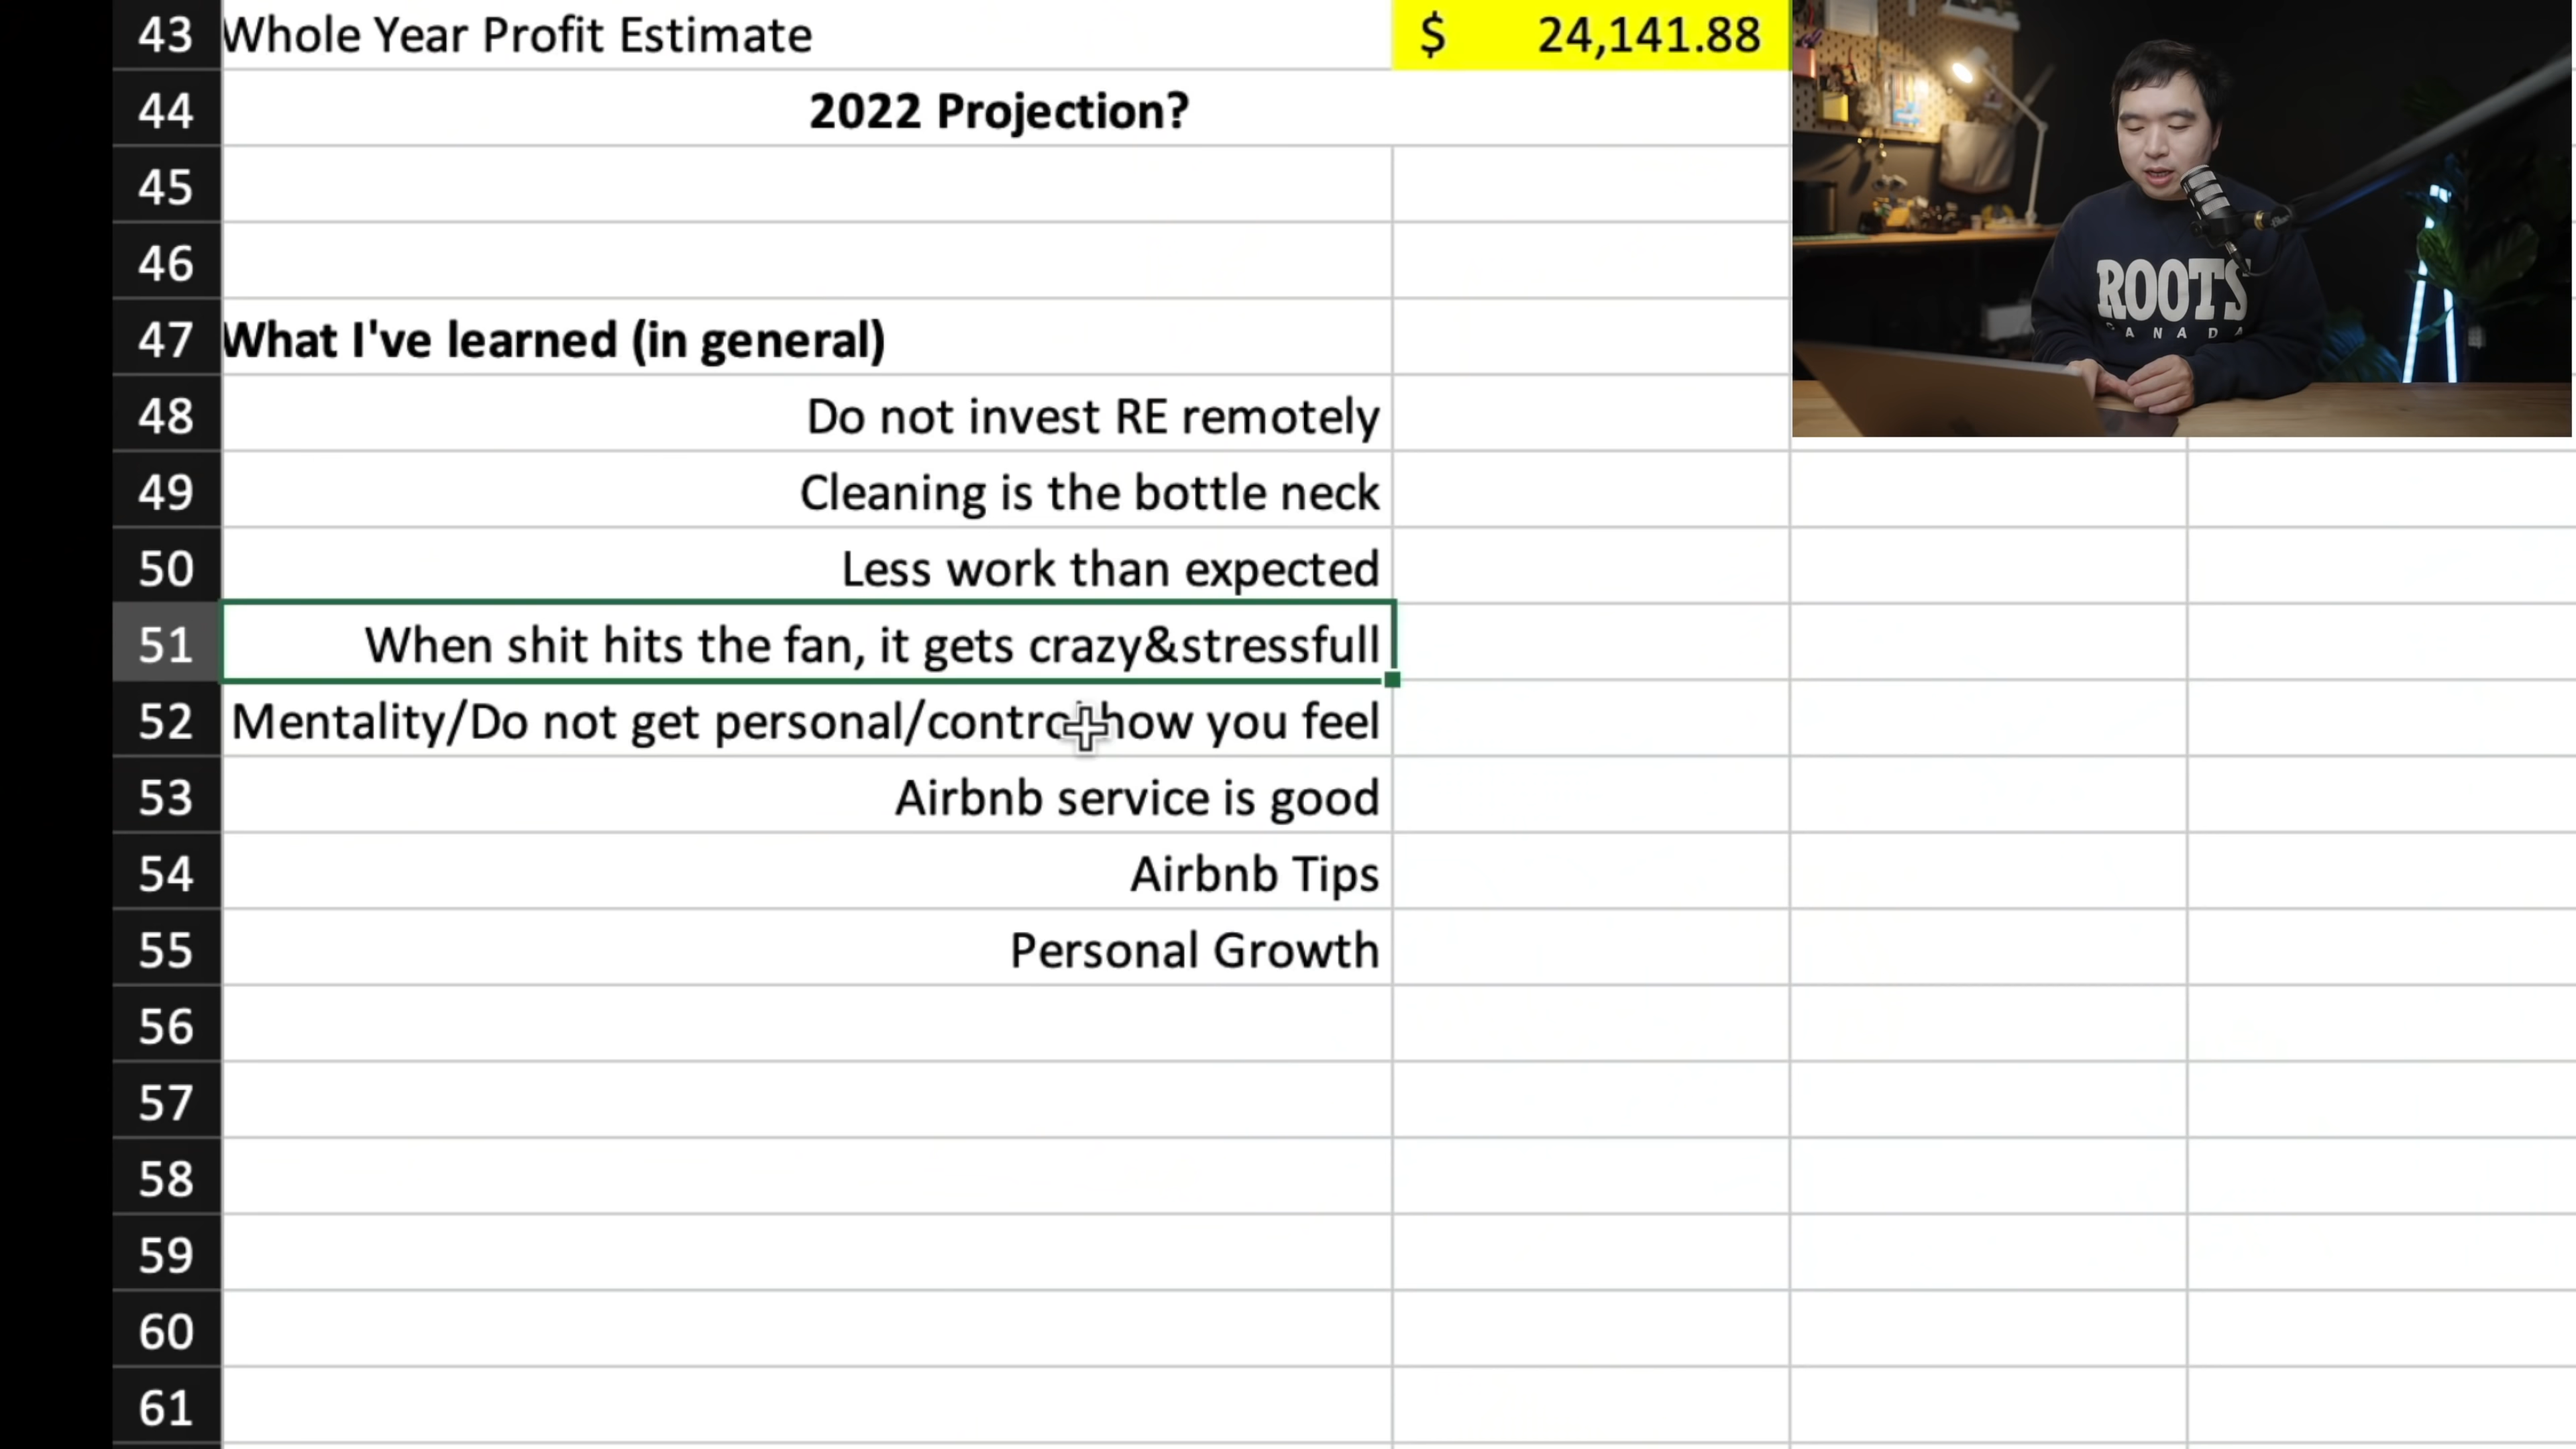 43 Whole Year Profit Estimate $ 24,141.88
44 2022 Projection?
45
46
47 What I've learned (in general)
48 Do not invest RE remotely
49 Cleaning is the bottle neck
50 Less work than expected
51 When shit hits the fan, it gets crazy&stressfull
52 Mentality/Do not get personal/control how you feel
53 Airbnb service is good
54 Airbnb Tips
55 Personal Growth
56
57
58
59
60
61
ROOTS
CANADA